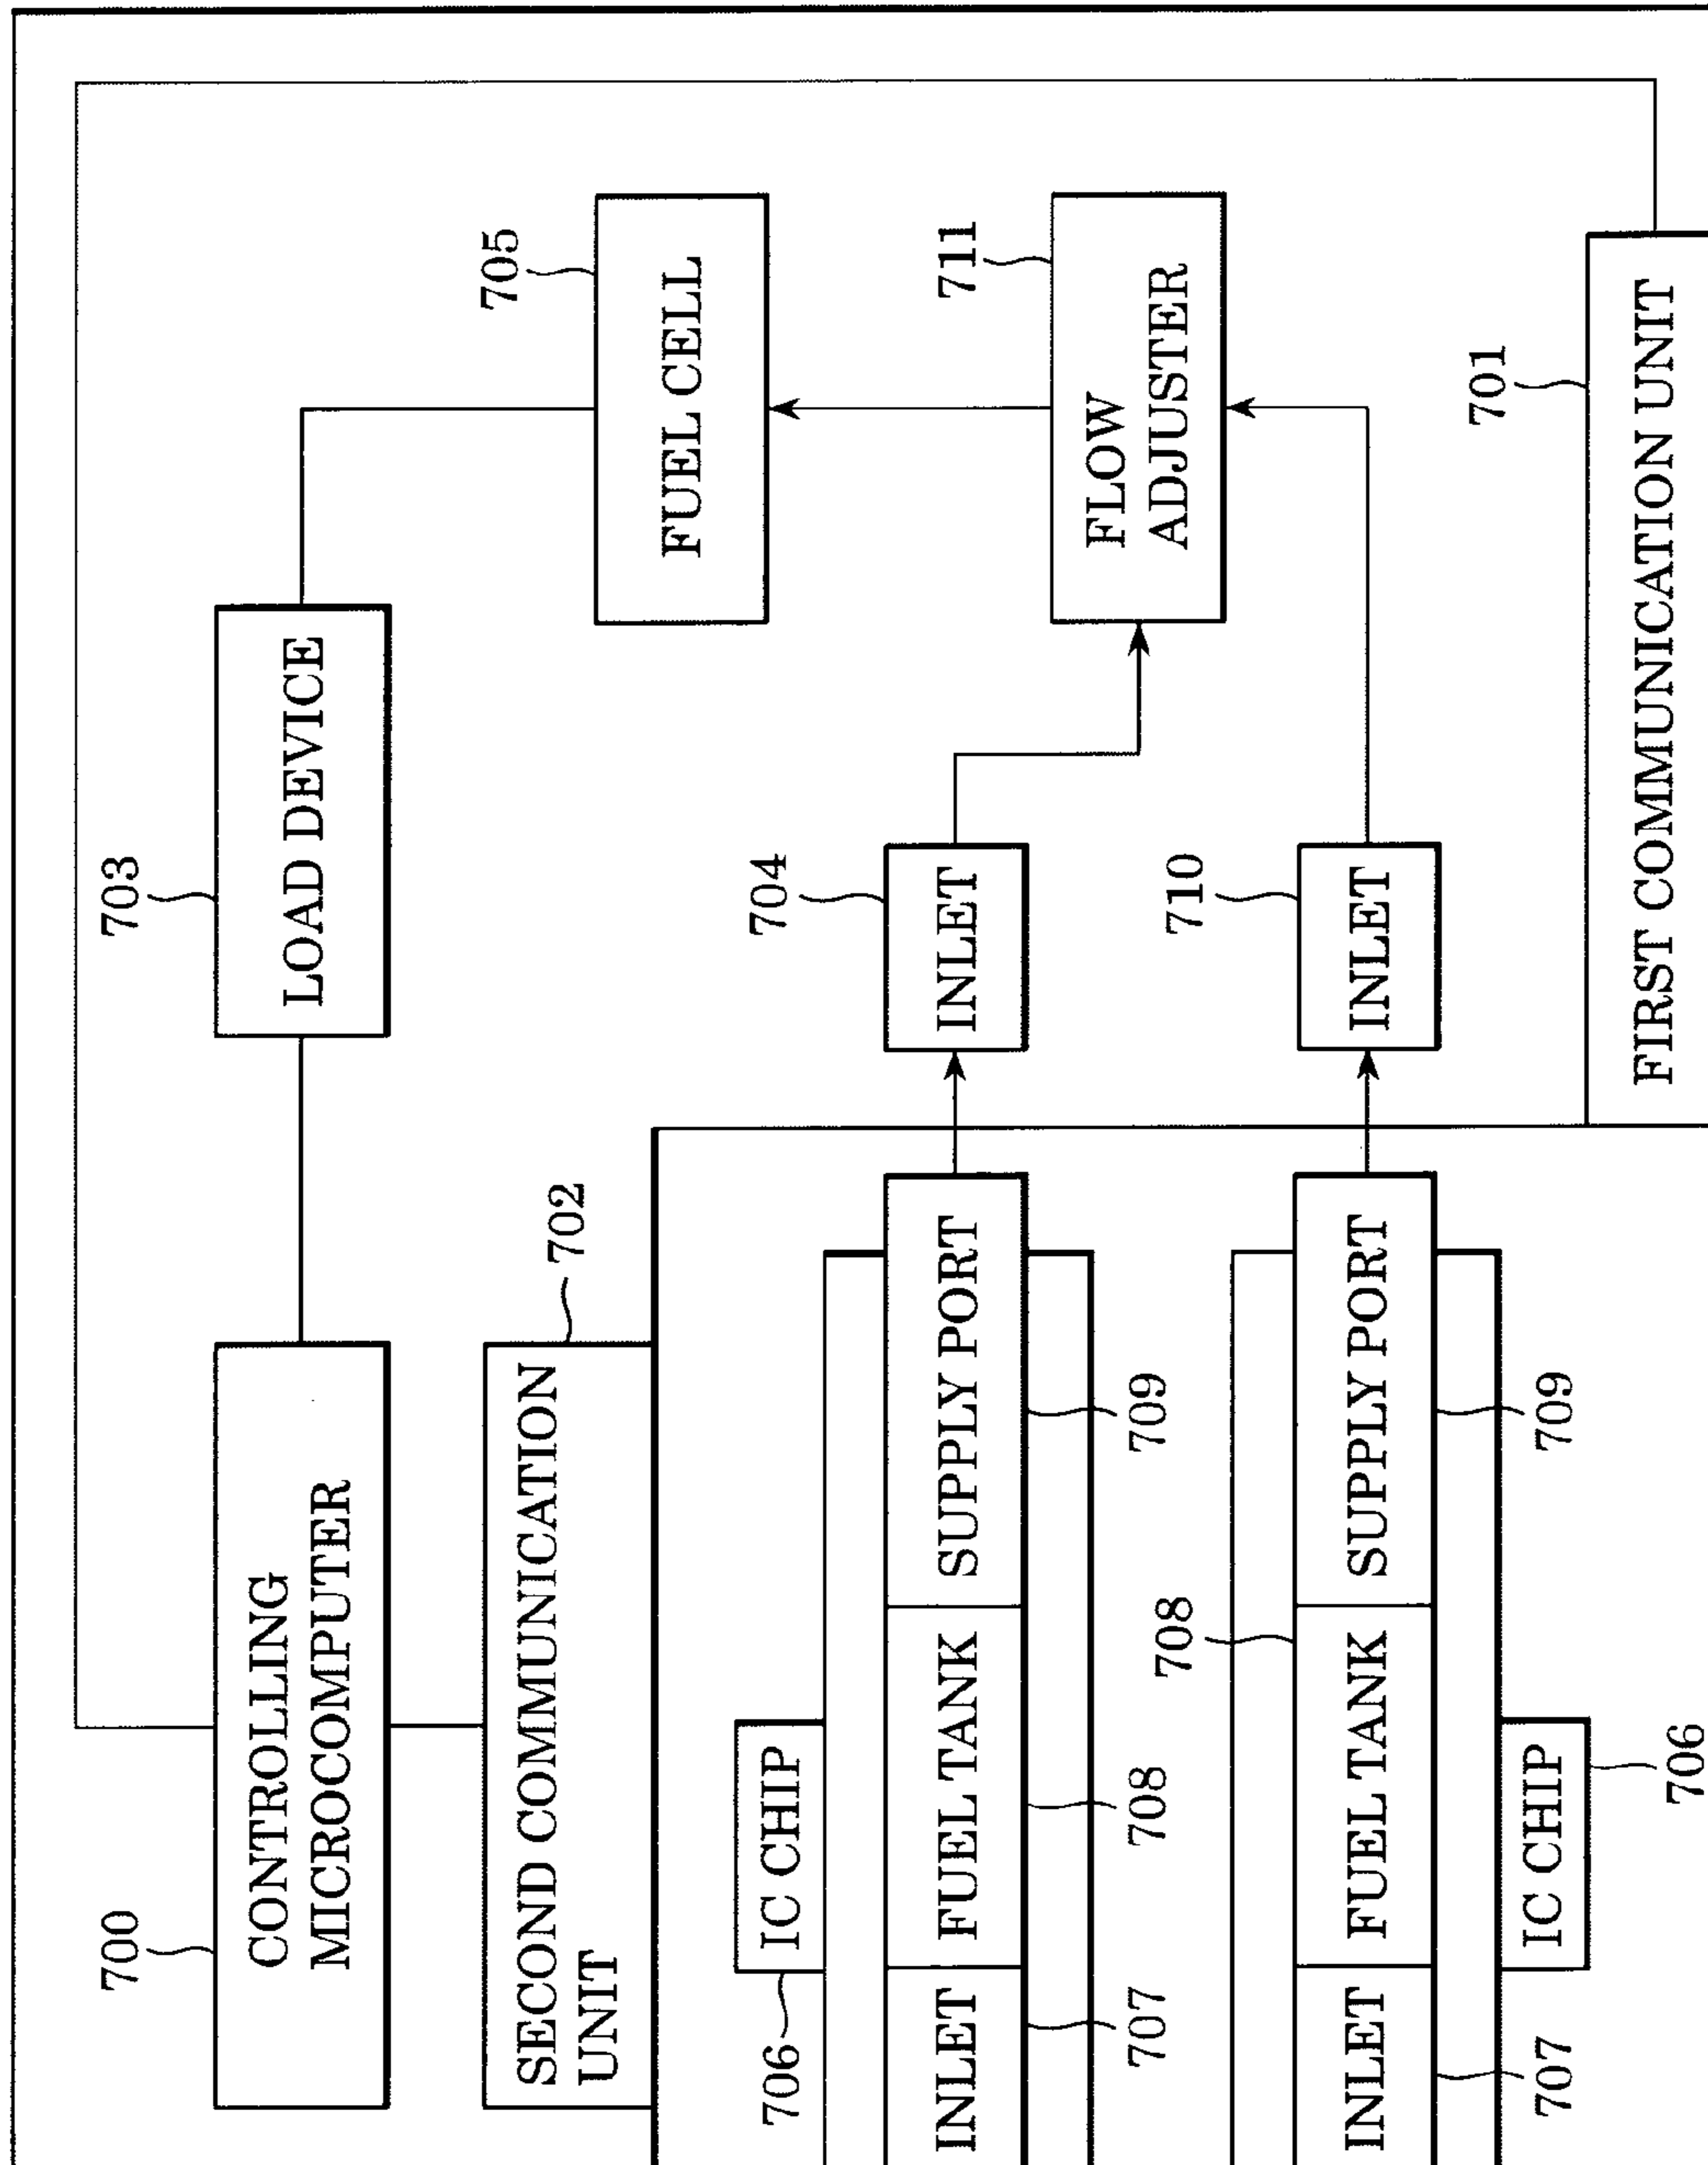 700
CONTROLLING
MICROCOMPUTER
703
LOAD DEVICE
702
SECOND COMMUNICATION
UNIT
705
FUEL CELL
706
IC CHIP
INLET
FUEL TANK
SUPPLY PORT
707
708
709
704
INLET
711
FLOW
ADJUSTER
708
INLET
FUEL TANK
SUPPLY PORT
707
709
710
INLET
IC CHIP
706
701
FIRST COMMUNICATION UNIT